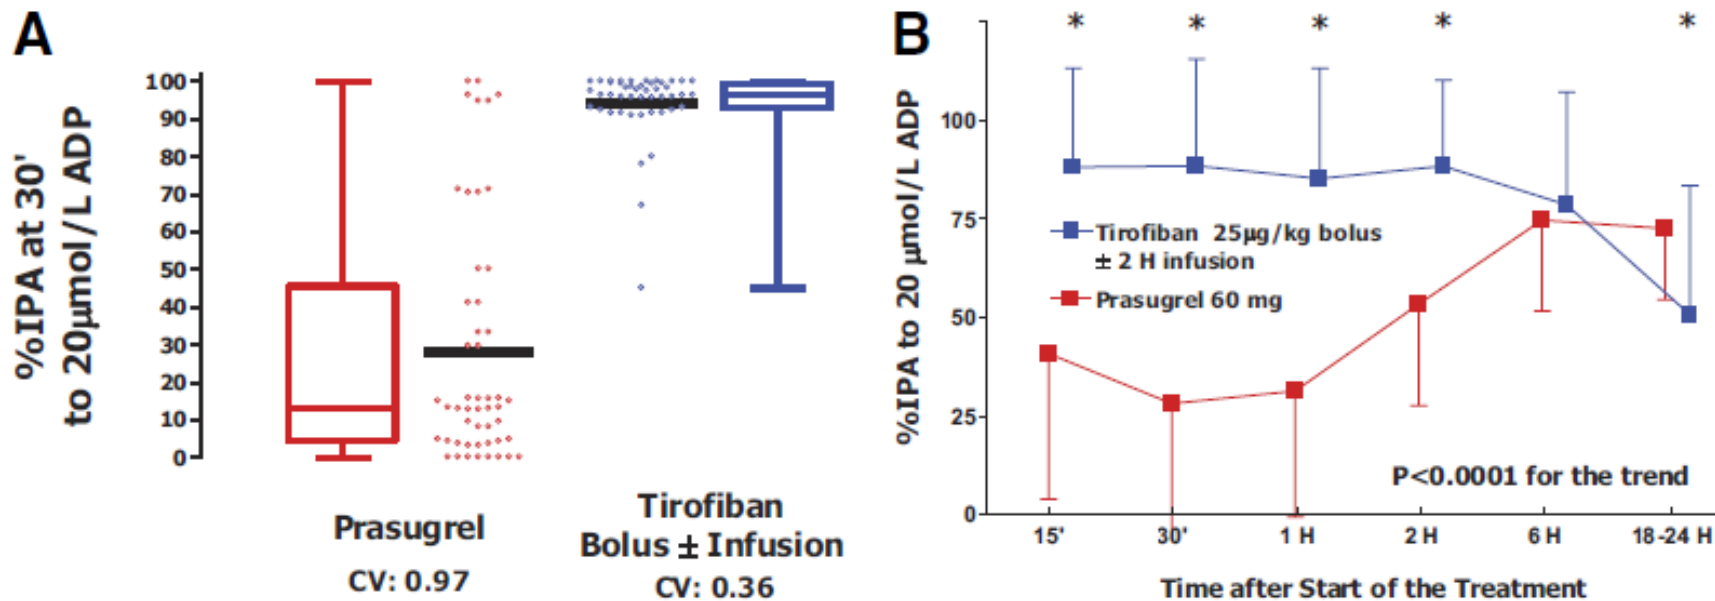 A
%IPA at 30'
to 20µmol/L ADP
100
90
80
70
60
50
40
30
20
10
0
Prasugrel
CV: 0.97
Tirofiban
Bolus ± Infusion
CV: 0.36
B
%IPA to 20 µmol/L ADP
* * * * *
100
75
50
25
0
Tirofiban 25µg/kg bolus
± 2 H infusion
Prasugrel 60 mg
P<0.0001 for the trend
15' 30' 1 H 2 H 6 H 18-24 H
Time after Start of the Treatment